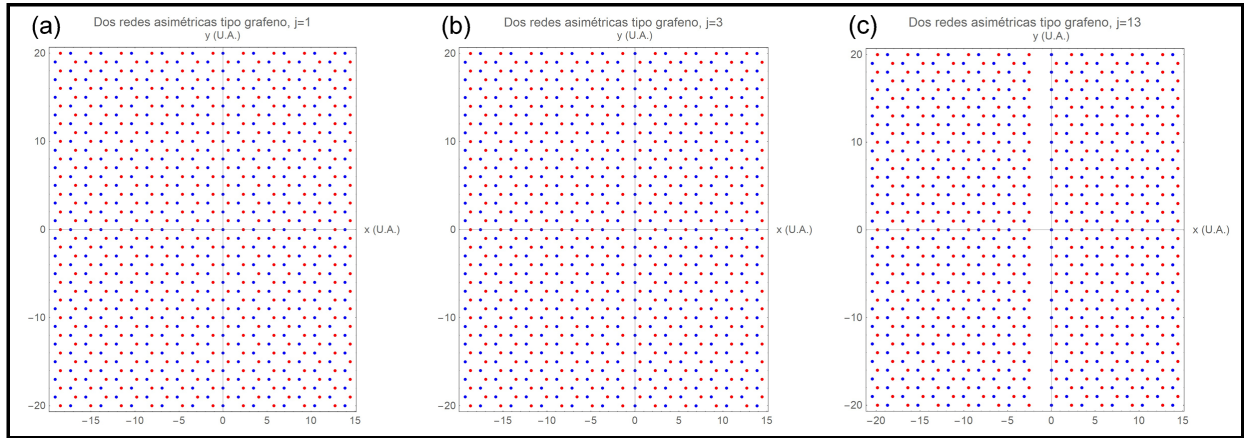 (a)
Dos redes asimétricas tipo grafeno, j=1
y (U.A.)
20
10
0
−10
−20
x (U.A.)
−15 −10 −5 0 5 10 15
(b)
Dos redes asimétricas tipo grafeno, j=3
y (U.A.)
20
10
0
−10
−20
x (U.A.)
−15 −10 −5 0 5 10 15
(c)
Dos redes asimétricas tipo grafeno, j=13
y (U.A.)
20
10
0
−10
−20
x (U.A.)
−20 −15 −10 −5 0 5 10 15